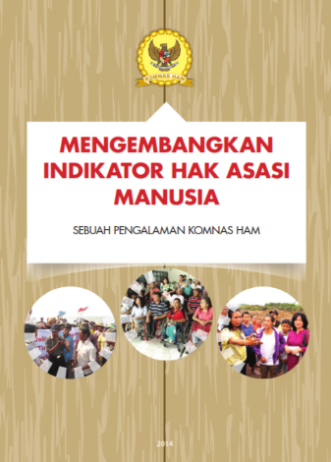 KOMNAS HAM
MENGEMBANGKAN
INDIKATOR HAK ASASI
MANUSIA
SEBUAH PENGALAMAN KOMNAS HAM
2014